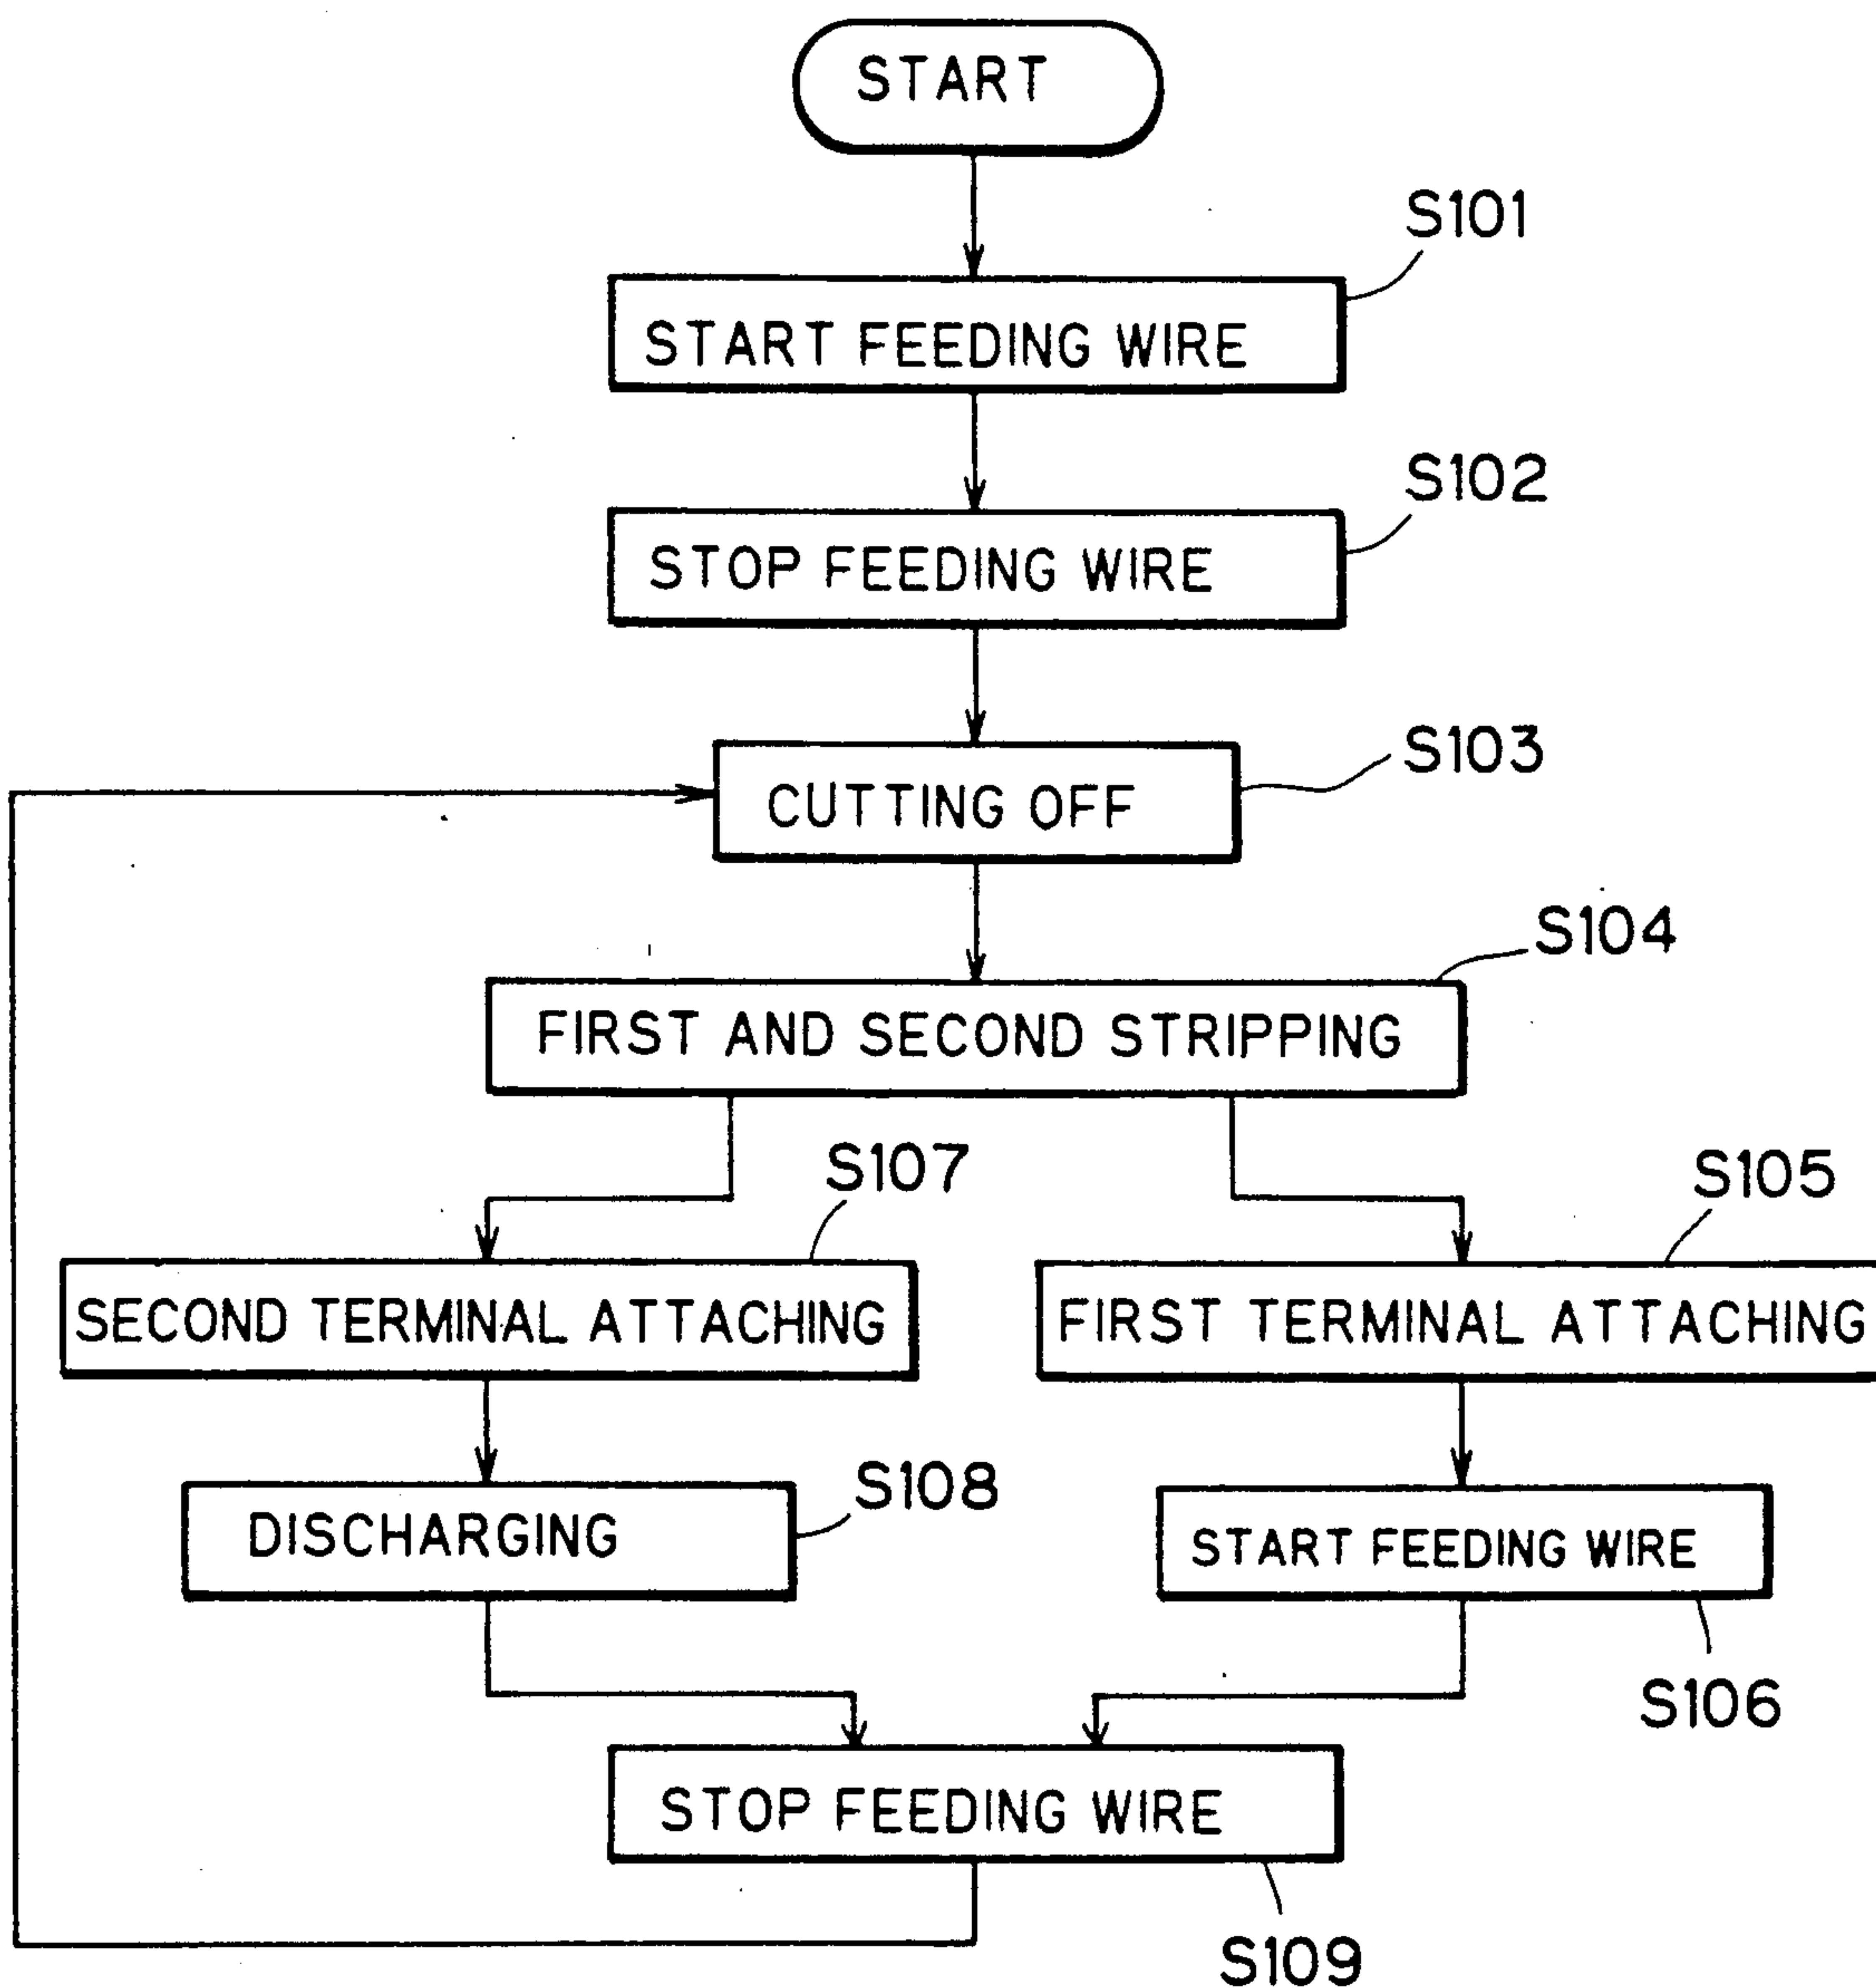 START
S101
START FEEDING WIRE
S102
STOP FEEDING WIRE
S103
CUTTING OFF
S104
FIRST AND SECOND STRIPPING
S107
S105
SECOND TERMINAL ATTACHING
FIRST TERMINAL ATTACHING
S108
DISCHARGING
START FEEDING WIRE
S106
STOP FEEDING WIRE
S109